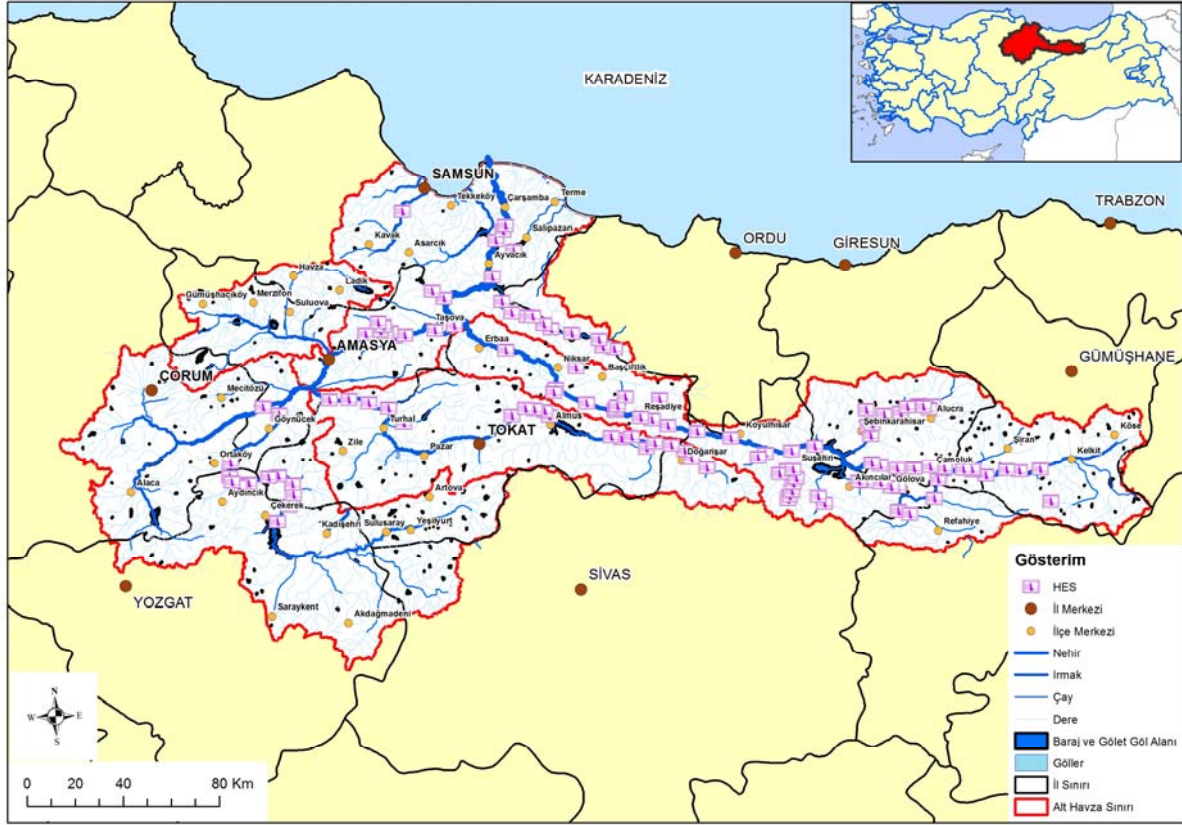 KARADENİZ
SAMSUN
TRABZON
Tekkeköy
Çarşamba
Terme
ORDU
GİRESUN
Kavak
Asarcık
Salıpazarı
Ayvacık
Havza
Ladik
Gümüşhacıköy
Merzifon
Suluova
Taşova
Erbaa
AMASYA
Niksar
Başçiftlik
GÜMÜŞHANE
ÇORUM
Mecitözü
Göynücek
Turhal
Almus
Reşadiye
Koyulhisar
Şebinkarahisar
Alucra
Şiran
Köse
Zile
Pazar
TOKAT
Doğanşar
Suşehri
Çamoluk
Kelkit
Ortaköy
Alaca
Aydıncık
Akıncılar
Gölova
Artova
Çekerek
Kadışehri
Sulusaray
Yeşilyurt
Refahiye
YOZGAT
SİVAS
Saraykent
Akdağmadeni
Gösterim
HES
İl Merkezi
İlçe Merkezi
Nehir
Irmak
Çay
Dere
Baraj ve Gölet Göl Alanı
Göller
İl Sınırı
Alt Havza Sınırı
N
W E
S
0 20 40 80 Km